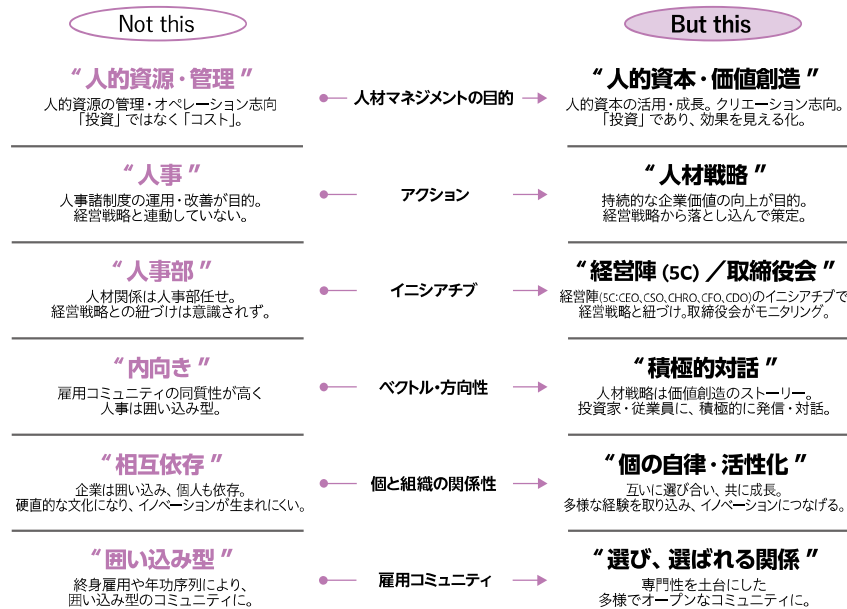 Not this
But this
“人的資源・管理”
人的資源の管理・オペレーション志向
「投資」ではなく「コスト」。
人材マネジメントの目的
“人的資本・価値創造”
人的資本の活用・成長。クリエーション志向。
「投資」であり、効果を見える化。
“人事”
人事諸制度の運用・改善が目的。
経営戦略と連動していない。
アクション
“人材戦略”
持続的な企業価値の向上が目的。
経営戦略から落とし込んで策定。
“人事部”
人材関係は人事部任せ。
経営戦略との紐づけは意識されず。
イニシアチブ
“経営陣(5C)／取締役会”
経営陣(5C:CEO、CSO、CHRO、CFO、CDO)のイニシアチブで
経営戦略と紐づけ。取締役会がモニタリング。
“内向き”
雇用コミュニティの同質性が高く
人事は囲い込み型。
ベクトル・方向性
“積極的対話”
人材戦略は価値創造のストーリー。
投資家・従業員に、積極的に発信・対話。
“相互依存”
企業は囲い込み、個人も依存。
硬直的な文化になり、イノベーションが生まれにくい。
個と組織の関係性
“個の自律・活性化”
互いに選び合い、共に成長。
多様な経験を取り込み、イノベーションにつなげる。
“囲い込み型”
終身雇用や年功序列により、
囲い込み型のコミュニティに。
雇用コミュニティ
“選び、選ばれる関係”
専門性を土台にした
多様でオープンなコミュニティに。